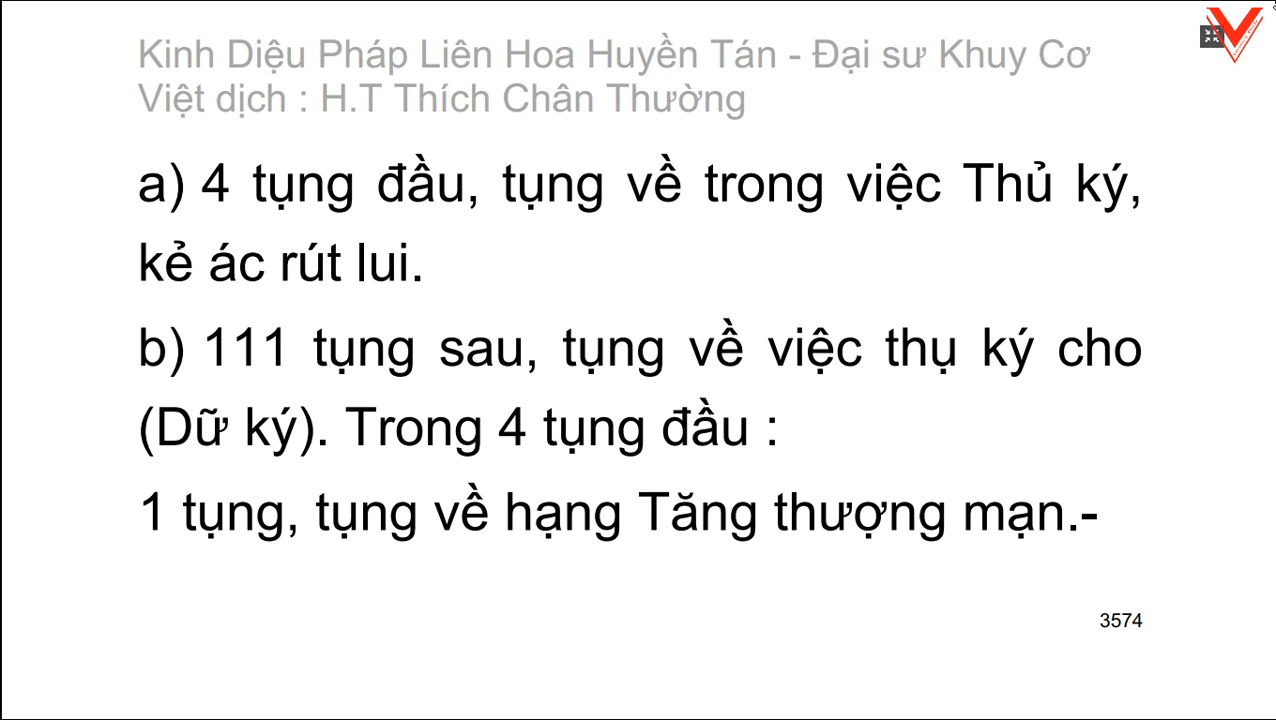 Kinh Diệu Pháp Liên Hoa Huyền Tán - Đại sư Khuy Cơ
Việt dịch : H.T Thích Chân Thường
a) 4 tụng đầu, tụng về trong việc Thủ ký,
kẻ ác rút lui.
b) 111 tụng sau, tụng về việc thụ ký cho
(Dữ ký). Trong 4 tụng đầu :
1 tụng, tụng về hạng Tăng thượng mạn.-
3574